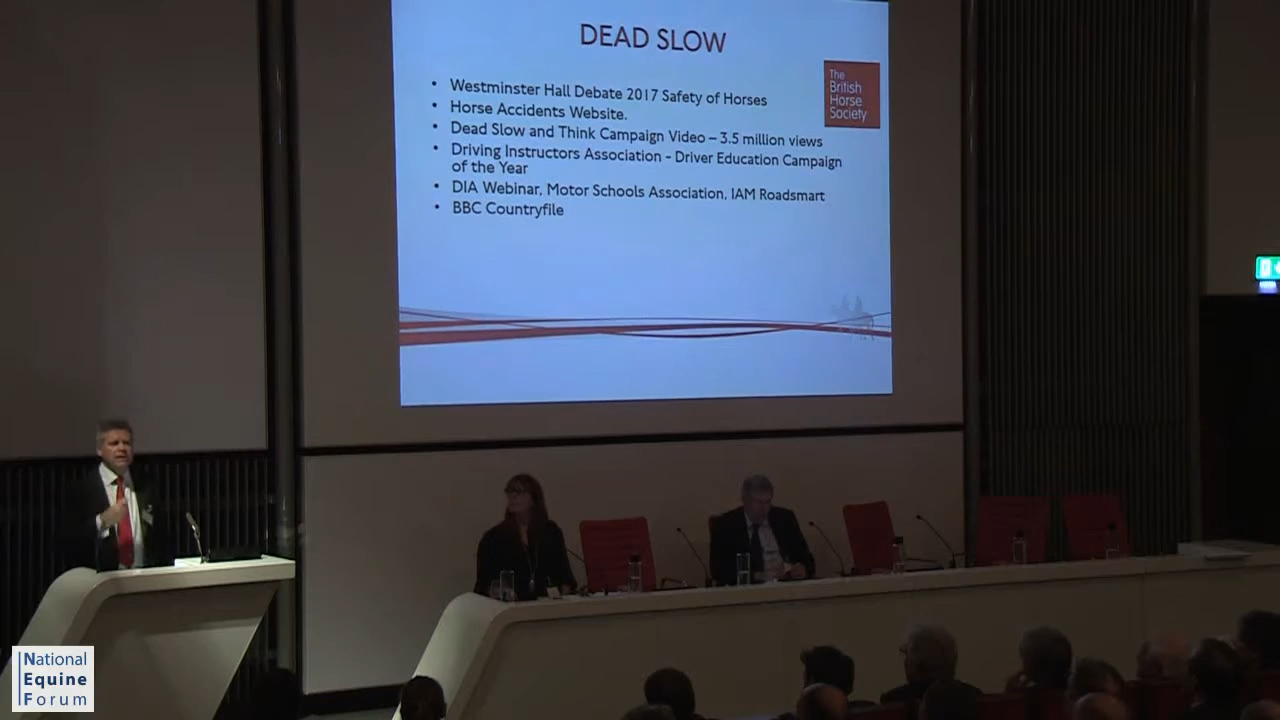 DEAD SLOW
The
British
Horse
Society
• Westminster Hall Debate 2017 Safety of Horses
• Horse Accidents Website.
• Dead Slow and Think Campaign Video – 3.5 million views
• Driving Instructors Association - Driver Education Campaign
of the Year
• DIA Webinar, Motor Schools Association, IAM Roadsmart
• BBC Countryfile
National
Equine
Forum